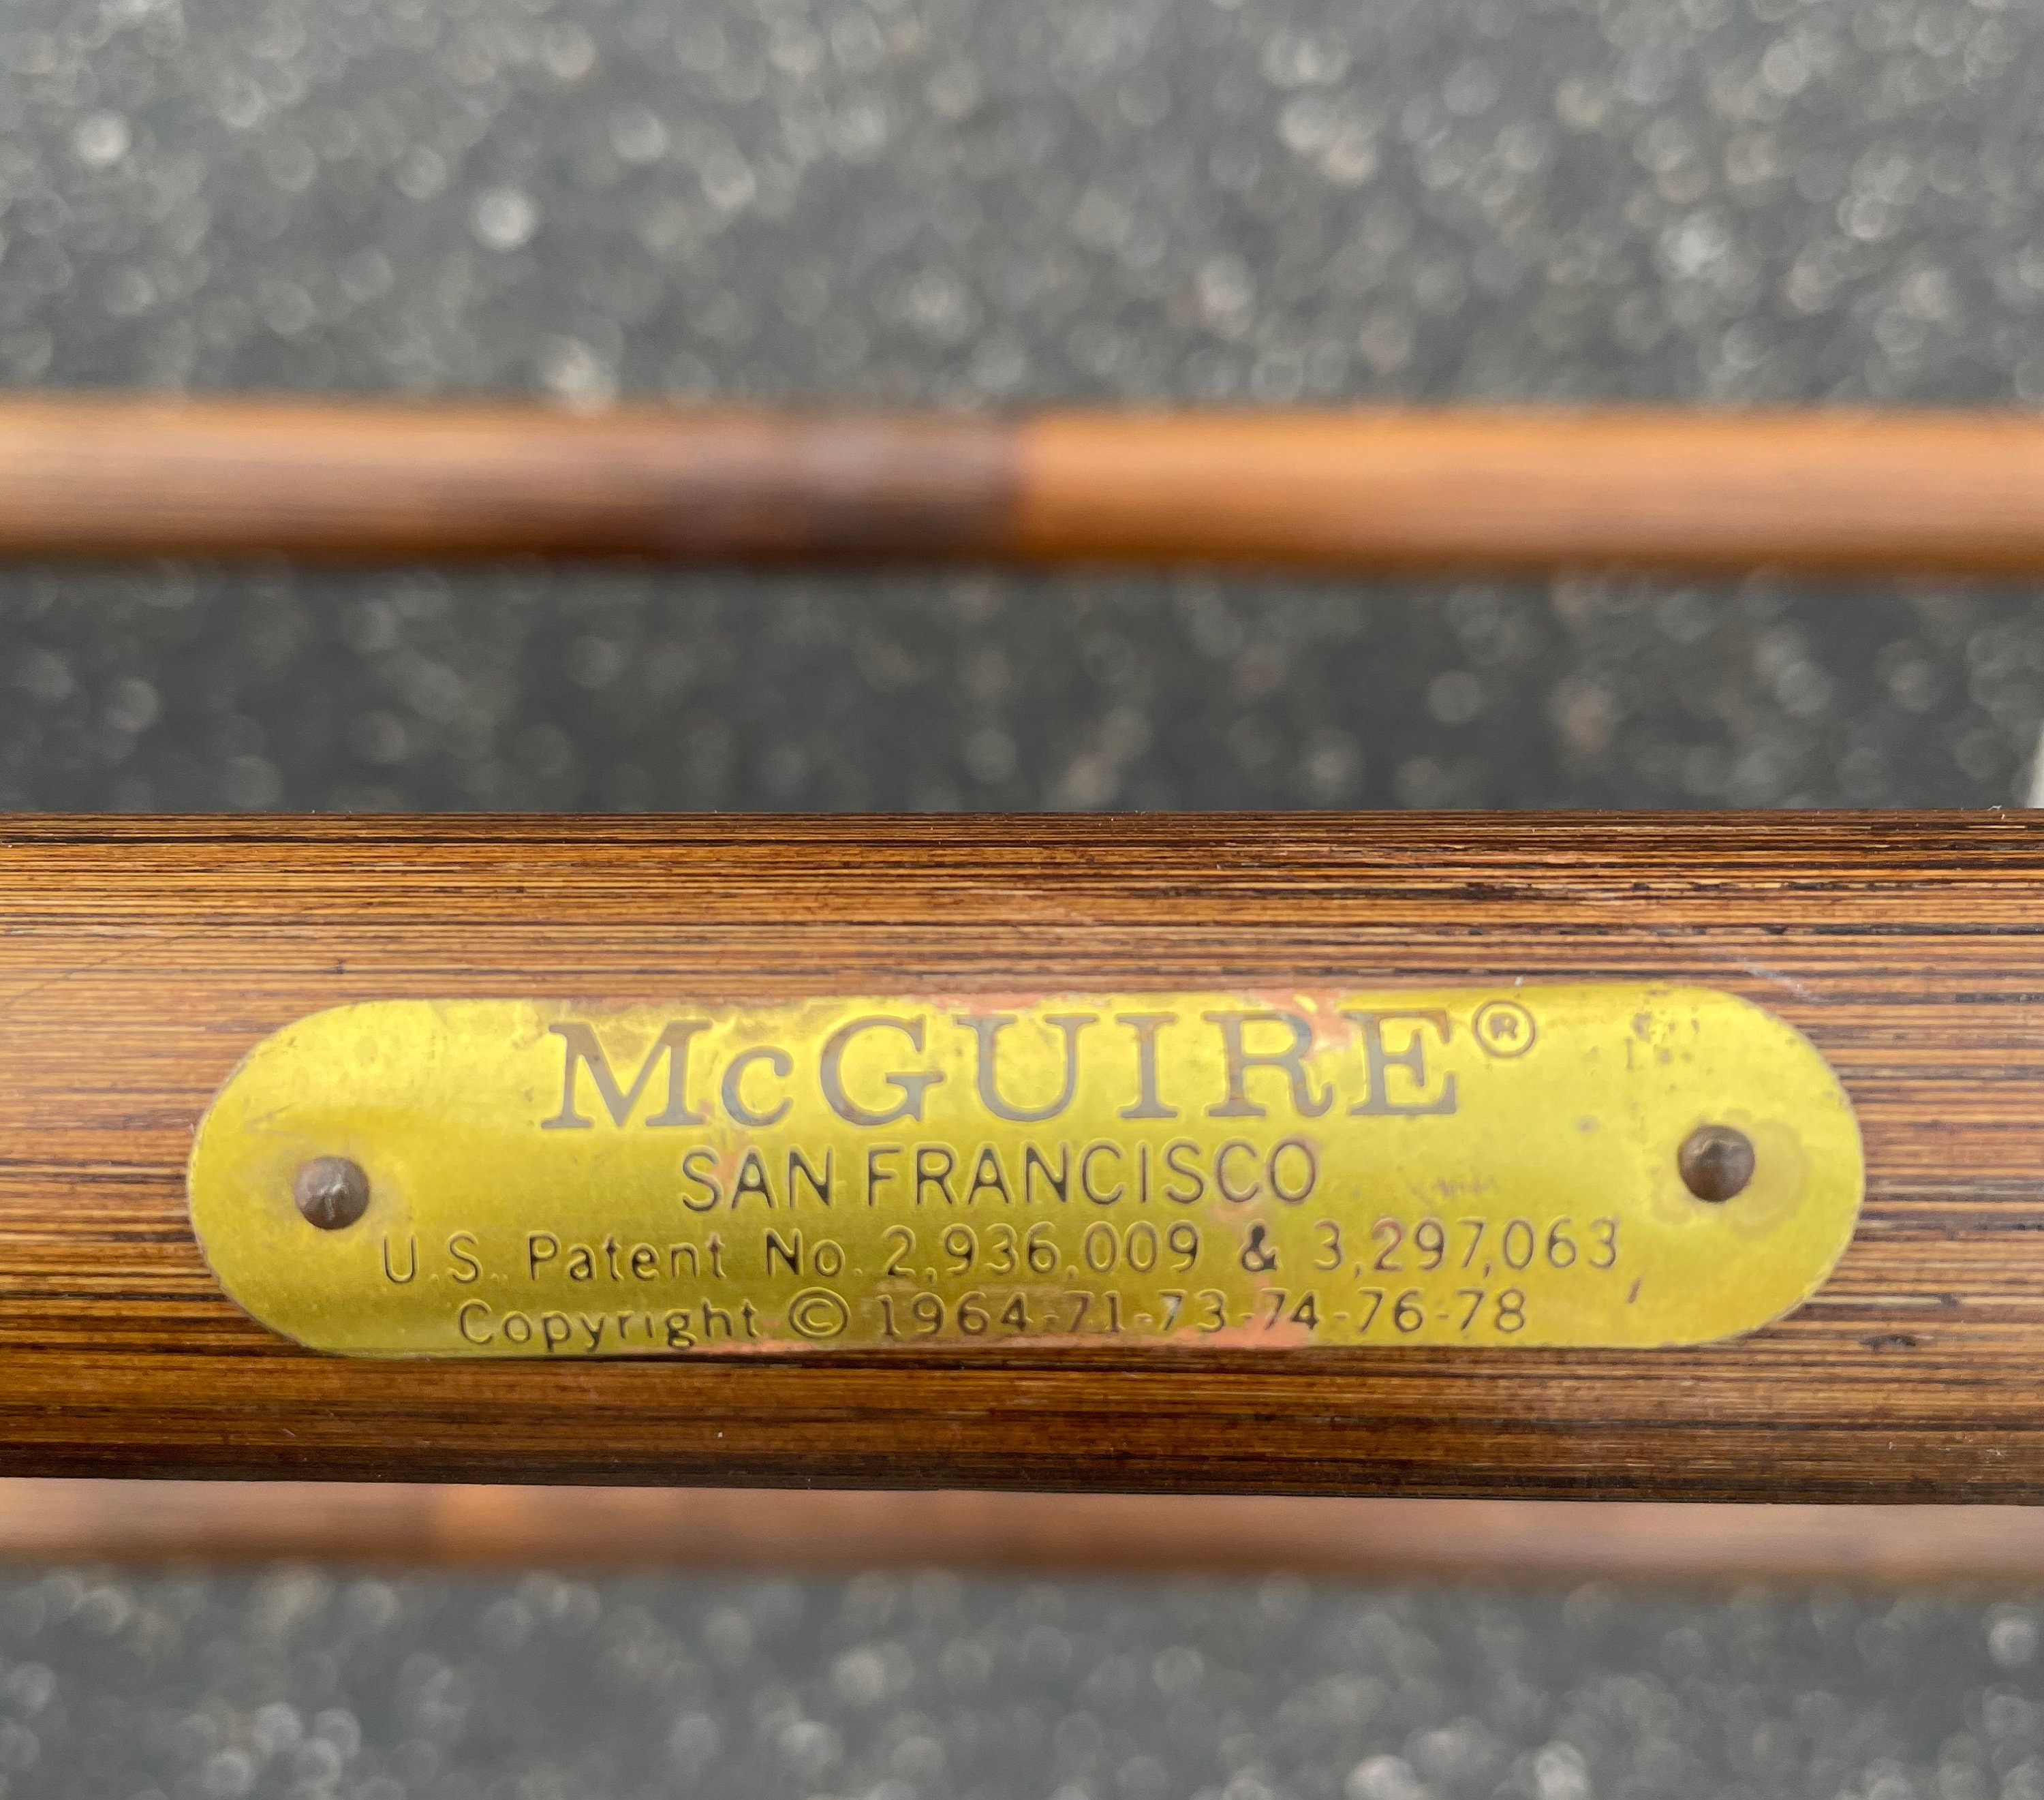 McGUIRE®
SAN FRANCISCO
U.S. Patent No. 2,936,009 & 3,297,063
Copyright © 1964-71-73-74-76-78